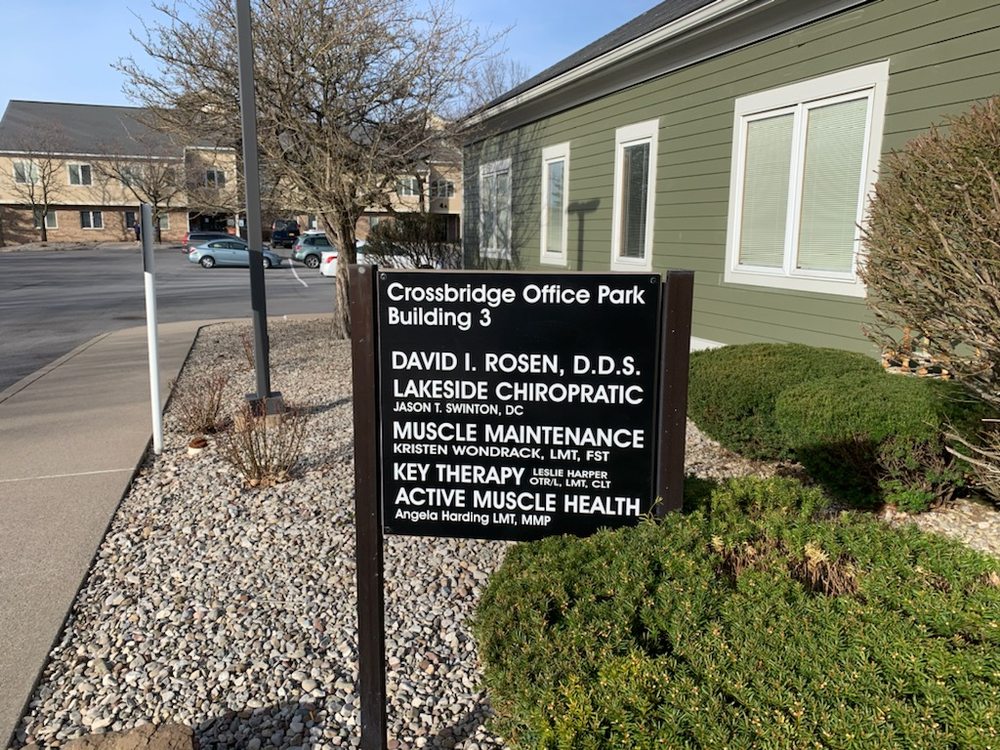 Crossbridge Office Park
Building 3
DAVID I. ROSEN, D.D.S.
LAKESIDE CHIROPRATIC
JASON T. SWINTON, DC
MUSCLE MAINTENANCE
KRISTEN WONDRACK, LMT, FST
KEY THERAPY LESLIE HARPER
OTR/L, LMT, CLT
ACTIVE MUSCLE HEALTH
Angela Harding LMT, MMP